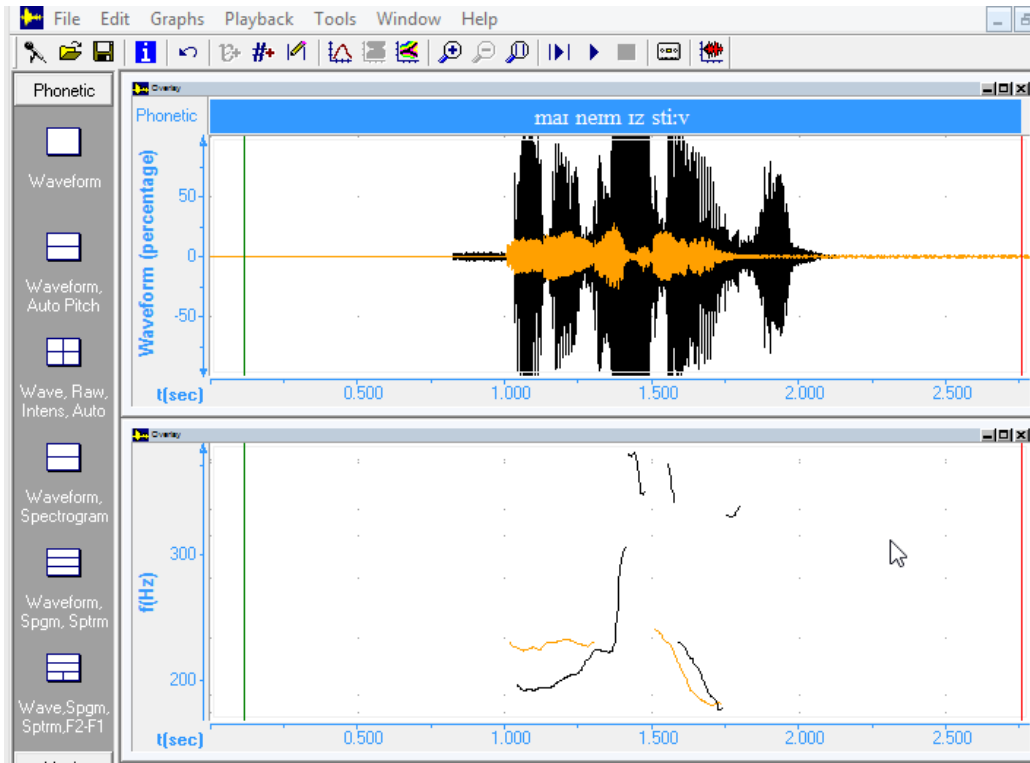 File Edit Graphs Playback Tools Window Help
Phonetic
Waveform
Waveform,
Auto Pitch
Wave, Raw,
Intens, Auto
Waveform,
Spectrogram
Waveform,
Spgm, Sptrm
Wave,Spgm,
Sptrm,F2-F1
Overlay
Phonetic maɪ neɪm ɪz stiːv
Waveform (percentage)
50
0
-50
t(sec) 0.500 1.000 1.500 2.000 2.500
Overlay
f(Hz)
300
200
t(sec) 0.500 1.000 1.500 2.000 2.500